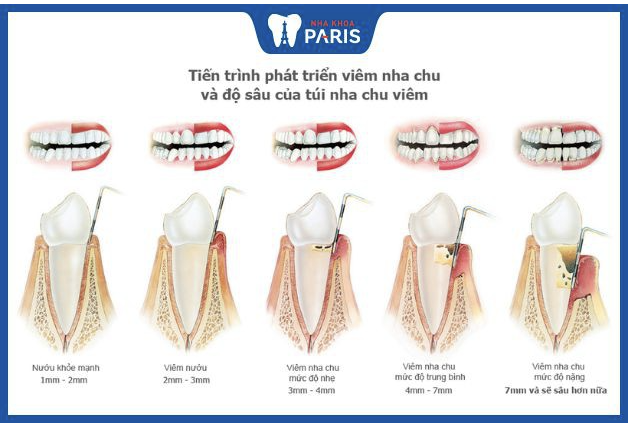 NHA KHOA
PARIS
Tiến trình phát triển viêm nha chu
và độ sâu của túi nha chu viêm
Nướu khỏe mạnh
1mm - 2mm
Viêm nướu
2mm - 3mm
Viêm nha chu
mức độ nhẹ
3mm - 4mm
Viêm nha chu
mức độ trung bình
4mm - 7mm
Viêm nha chu
mức độ nặng
7mm và sẽ sâu hơn nữa